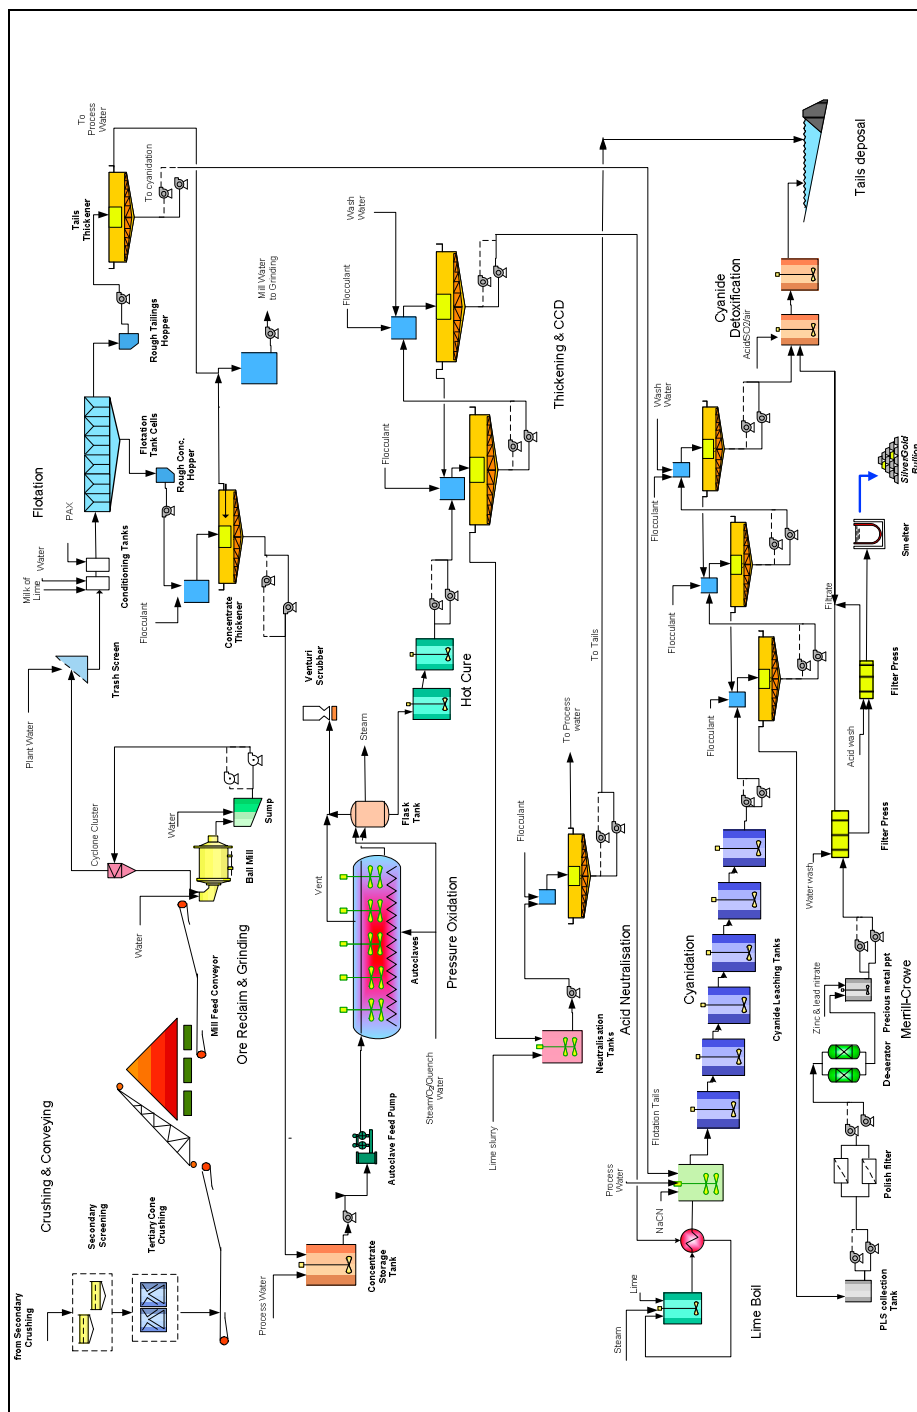 To
Process
Water
Tails
Thickener
To cyanidation
Rough Tailings
Hopper
Mill Water
to Grinding
Flotation
PAX
Water
Milk of
Lime
Conditioning Tanks
Flotation
Tank Cells
Rough Conc.
Hopper
Flocculant
Concentrate
Thickener
Plant Water
Trash Screen
Cyclone Cluster
Water
Sump
Ball Mill
Water
Mill Feed Conveyor
Ore Reclaim & Grinding
Crushing & Conveying
Secondary
Screening
Tertiary Cone
Crushing
from Secondary
Crushing
Process Water
Concentrate
Storage
Tank
Autoclave Feed Pump
Steam/O2/Quench
Water
Autoclaves
Pressure Oxidation
Vent
Flask
Tank
Steam
Venturi
Scrubber
Hot Cure
Flocculant
Flocculant
Wash
Water
Thickening & CCD
To Tails
To Process
water
Flocculant
Acid Neutralisation
Neutralisation
Tanks
Lime slurry
Flotation Tails
Process
Water
NaCN
Lime
Steam
Lime Boil
Cyanidation
Cyanide Leaching Tanks
Flocculant
Flocculant
Flocculant
Wash
Water
Cyanide
Detoxification
Acid/SO2/air
Tails deposal
PLS collection
Tank
Polish filter
De-aerator
Zinc & lead nitrate
Precious metal ppt
Merrill-Crowe
Water wash
Filter Press
Acid wash
Filter Press
Filtrate
Smelter
SilverGold
Bullion